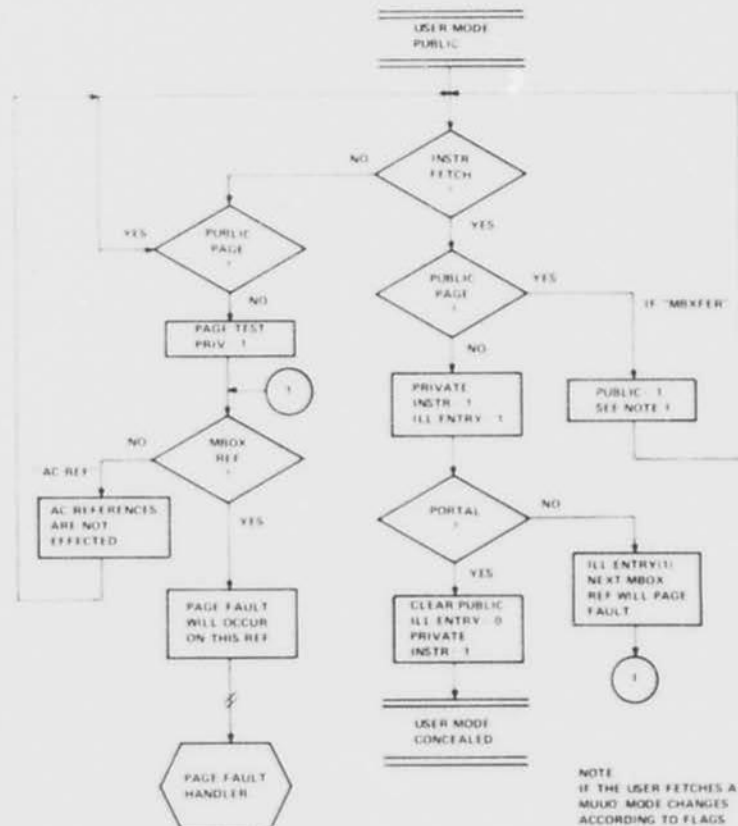 USER MODE
PUBLIC
INSTR
FETCH
?
NO
YES
PUBLIC
PAGE
?
YES
NO
PUBLIC
PAGE
?
YES
NO
IF "MBXFER"
PAGE TEST
PRIV - 1
1
PRIVATE
INSTR - 1
ILL ENTRY - 1
PUBLIC - 1
SEE NOTE 1
MBOX
REF
?
NO
YES
AC REF
AC REFERENCES
ARE NOT
EFFECTED
PORTAL
?
NO
YES
PAGE FAULT
WILL OCCUR
ON THIS REF
CLEAR PUBLIC
ILL ENTRY - 0
PRIVATE
INSTR - 1
ILL ENTRY(1)
NEXT MBOX
REF WILL PAGE
FAULT
1
USER MODE
CONCEALED
PAGE FAULT
HANDLER
NOTE
IF THE USER FETCHES A
MUUO MODE CHANGES
ACCORDING TO FLAGS